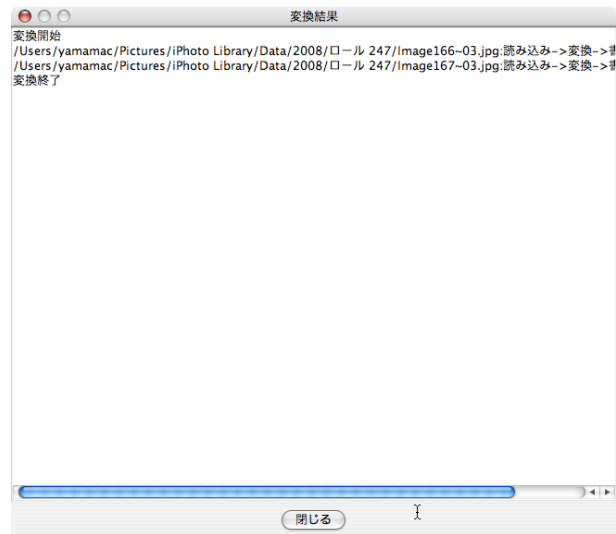 変換結果
変換開始
/Users/yamamac/Pictures/iPhoto Library/Data/2008/ロール 247/Image166~03.jpg:読み込み->変換->
/Users/yamamac/Pictures/iPhoto Library/Data/2008/ロール 247/Image167~03.jpg:読み込み->変換->
変換終了
閉じる